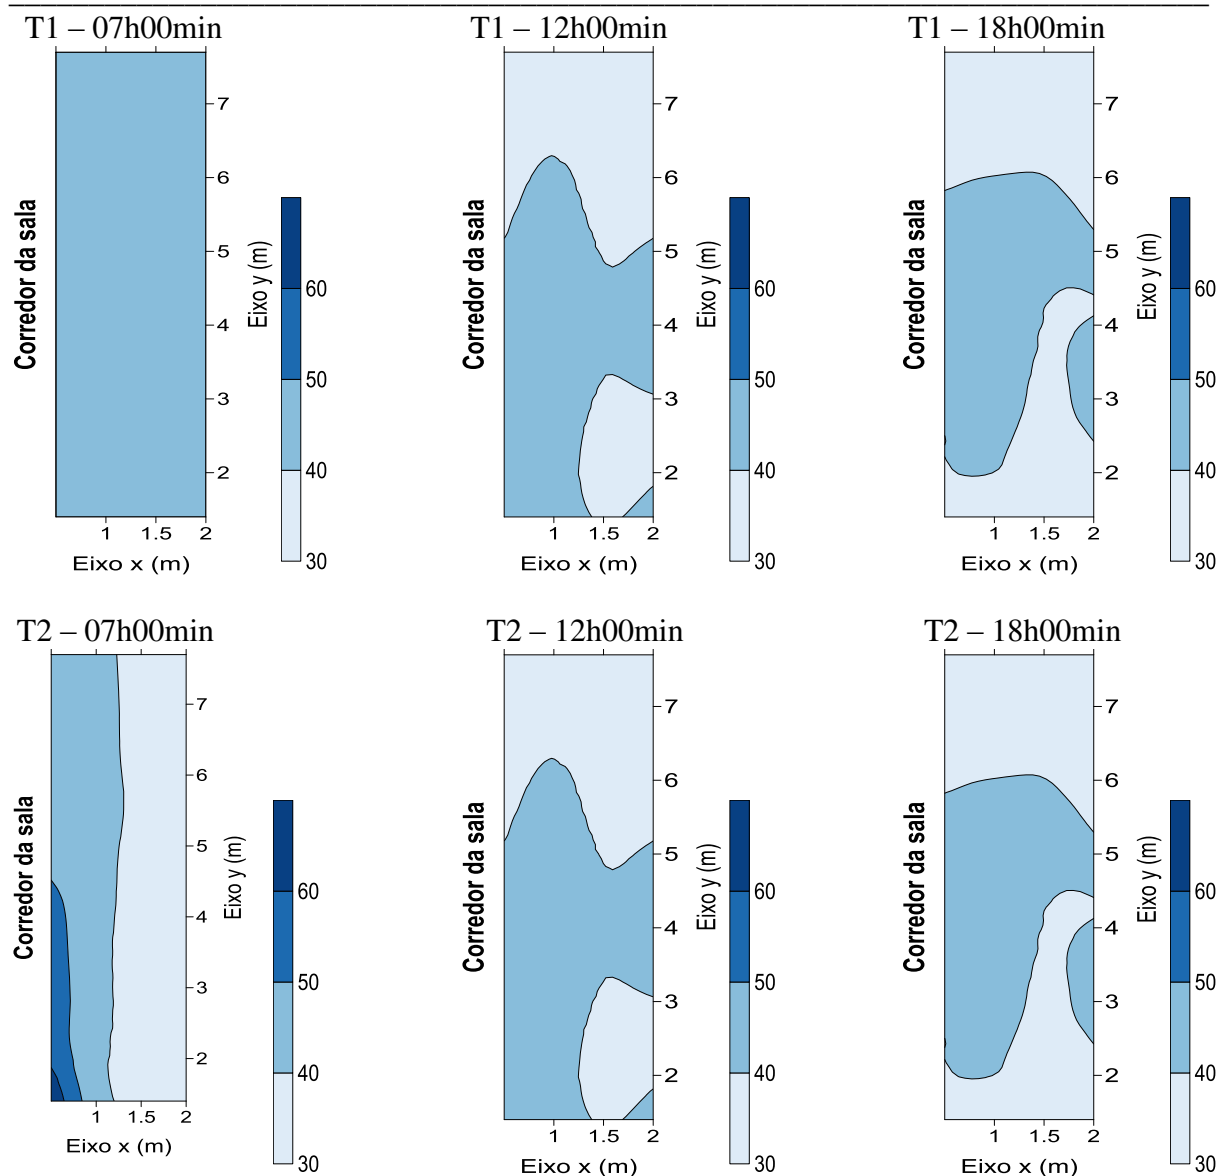 T1 – 07h00min
T1 – 12h00min
T1 – 18h00min
Corredor da sala
7
6
5
4
3
2
1 1.5 2
Eixo x (m)
Eixo y (m)
60
50
40
30
Corredor da sala
7
6
5
4
3
2
1 1.5 2
Eixo x (m)
Eixo y (m)
60
50
40
30
Corredor da sala
7
6
5
4
3
2
1 1.5 2
Eixo x (m)
Eixo y (m)
60
50
40
30
T2 – 07h00min
T2 – 12h00min
T2 – 18h00min
Corredor da sala
7
6
5
4
3
2
1 1.5 2
Eixo x (m)
Eixo y (m)
60
50
40
30
Corredor da sala
7
6
5
4
3
2
1 1.5 2
Eixo x (m)
Eixo y (m)
60
50
40
30
Corredor da sala
7
6
5
4
3
2
1 1.5 2
Eixo x (m)
Eixo y (m)
60
50
40
30